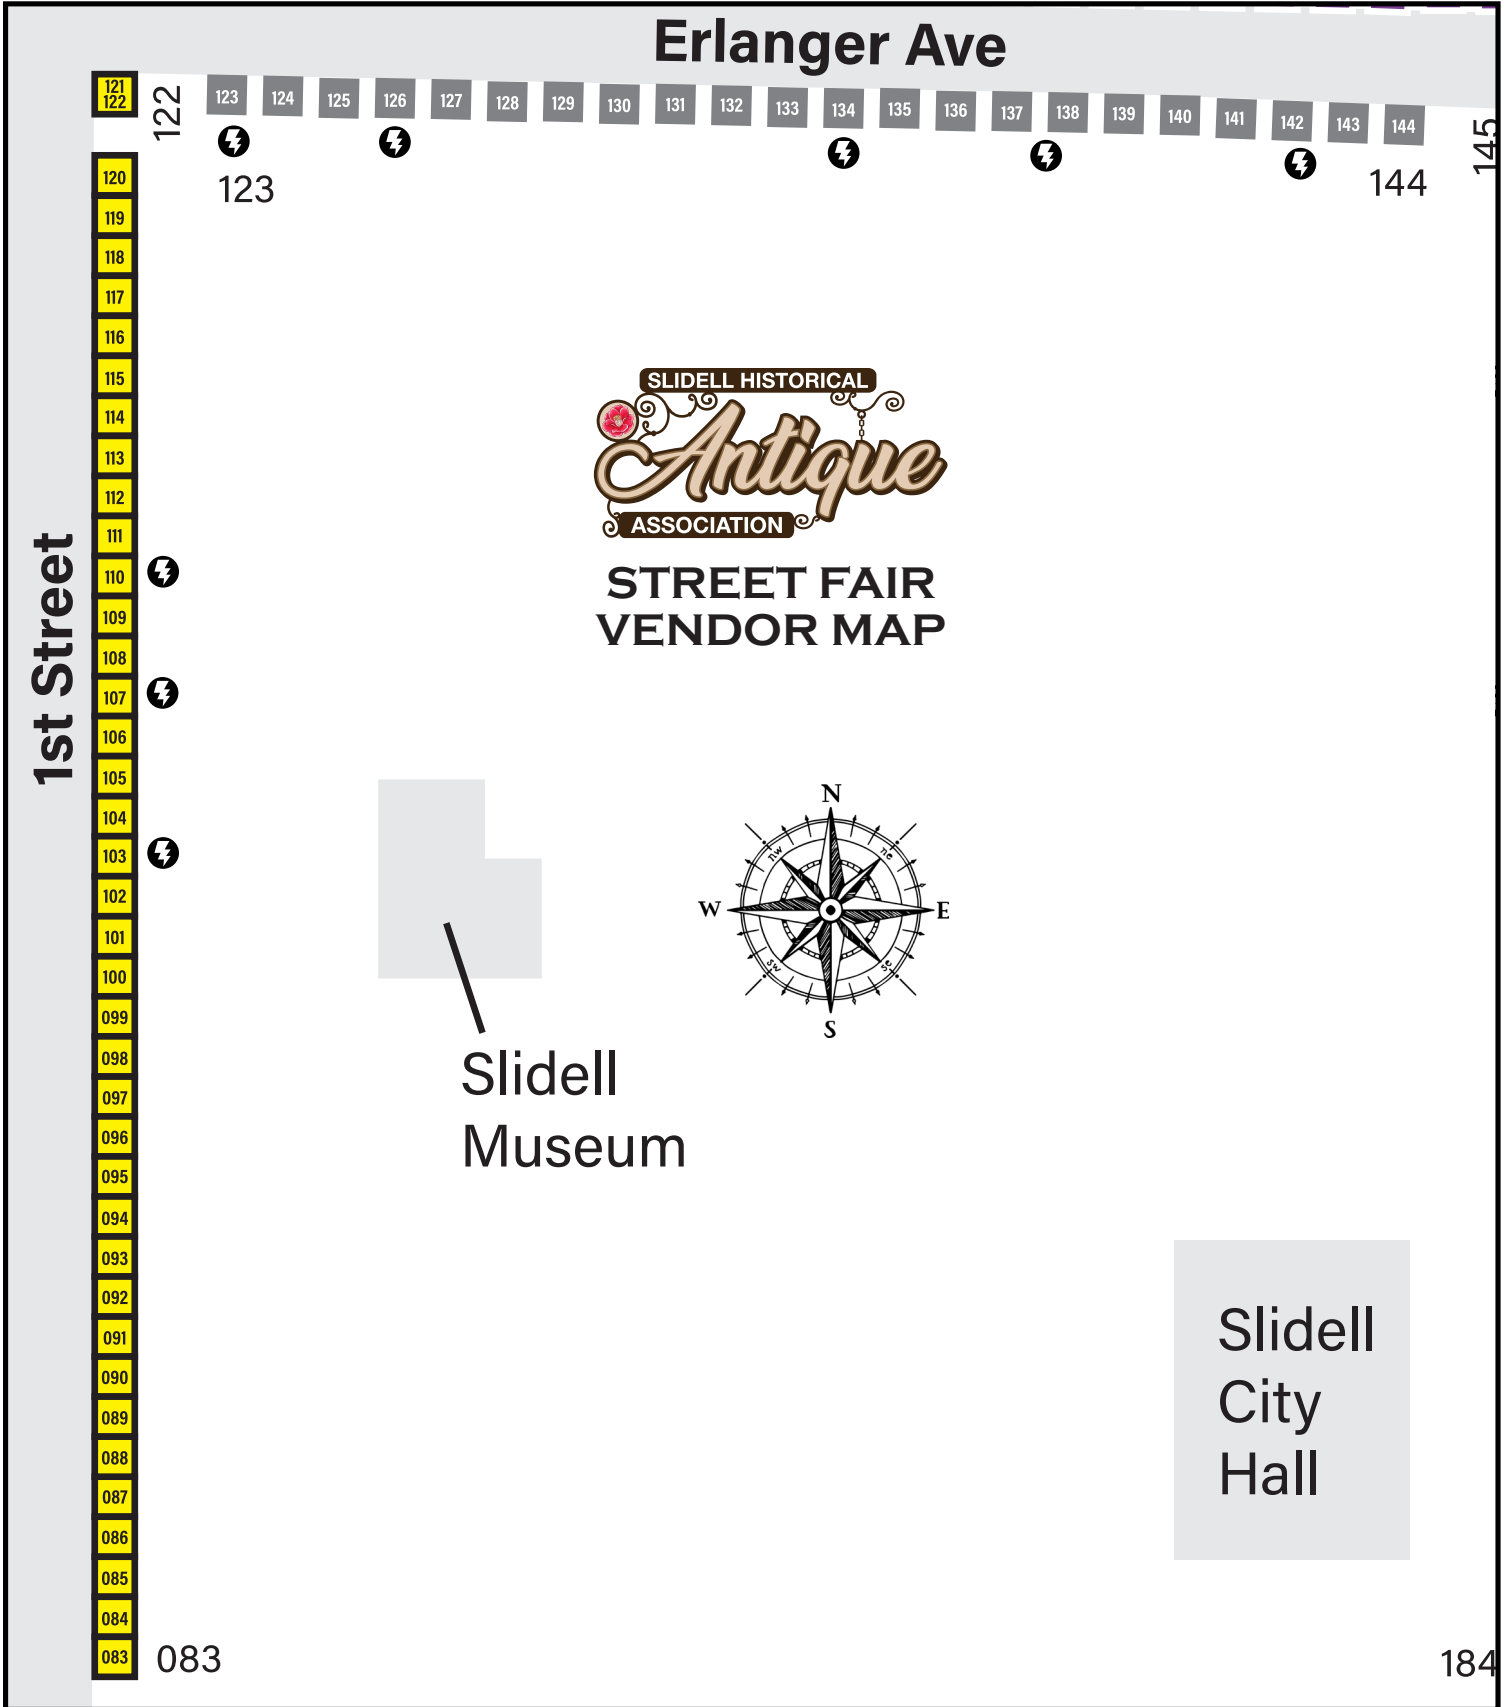 Erlanger Ave
121
122
122
123 124 125 126 127 128 129 130 131 132 133 134 135 136 137 138 139 140 141 142 143 144
145
123
144
120
119
118
117
116
115
114
113
112
111
110
109
108
107
106
105
104
103
102
101
100
099
098
097
096
095
094
093
092
091
090
089
088
087
086
085
084
083
083
1st Street
SLIDELL HISTORICAL
Antique
ASSOCIATION
STREET FAIR
VENDOR MAP
N
nw ne
W E
sw se
S
Slidell
Museum
Slidell
City
Hall
184